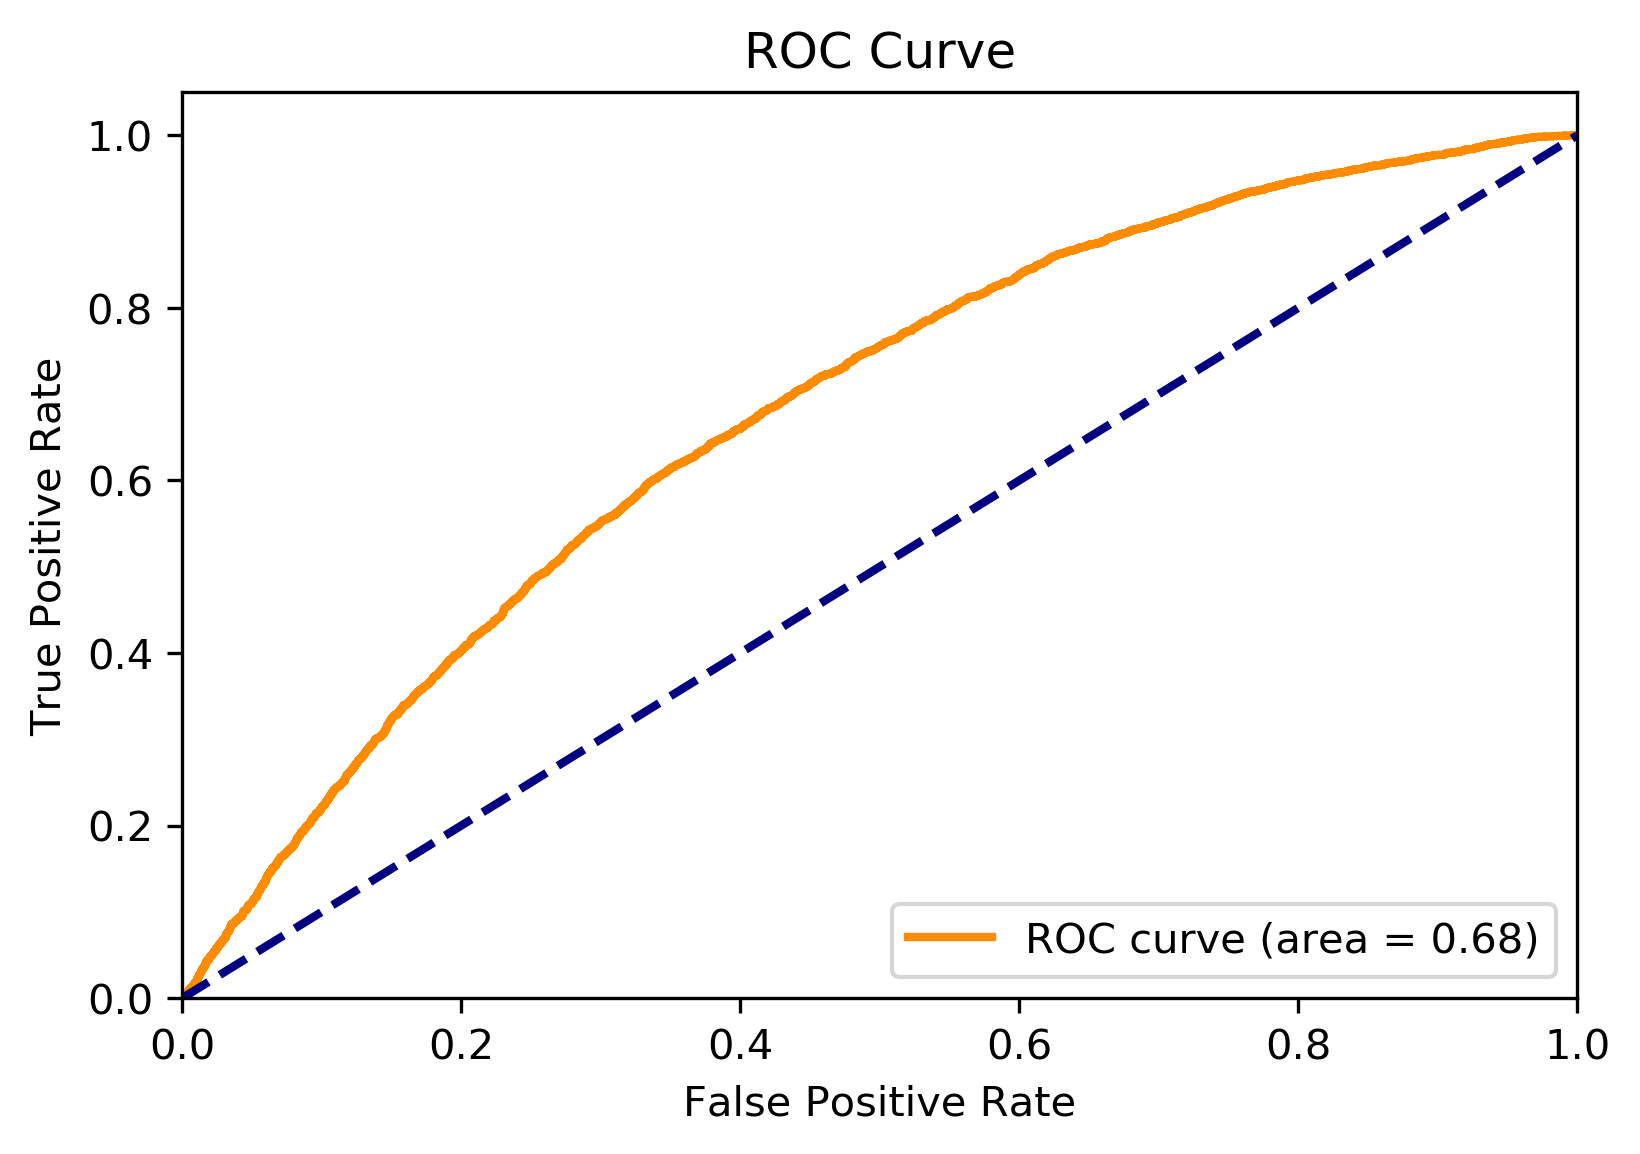 ROC Curve
1.0
0.8
0.6
0.4
0.2
0.0
True Positive Rate
ROC curve (area = 0.68)
0.0 0.2 0.4 0.6 0.8 1.0
False Positive Rate